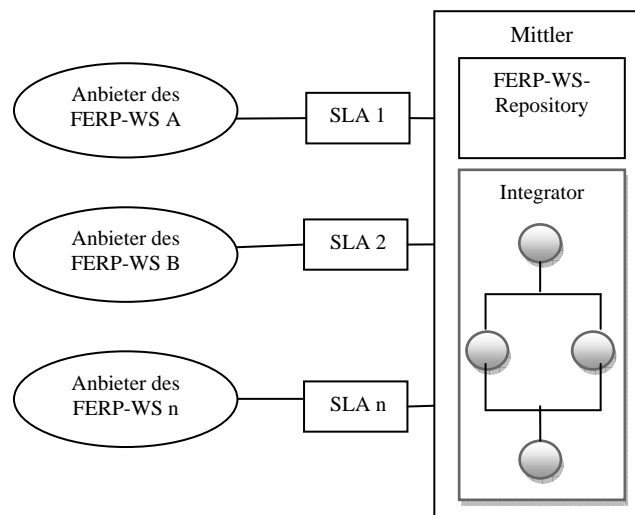 Anbieter des
FERP-WS A
SLA 1
Anbieter des
FERP-WS B
SLA 2
Anbieter des
FERP-WS n
SLA n
Mittler
FERP-WS-
Repository
Integrator